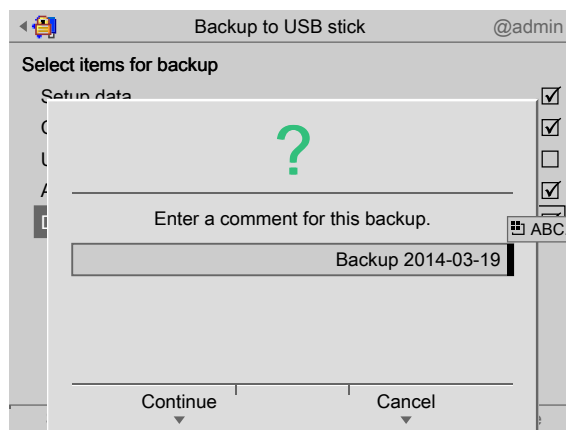 Backup to USB stick @admin
Select items for backup
Setup data
?
Enter a comment for this backup.
ABC
Backup 2014-03-19
Continue Cancel